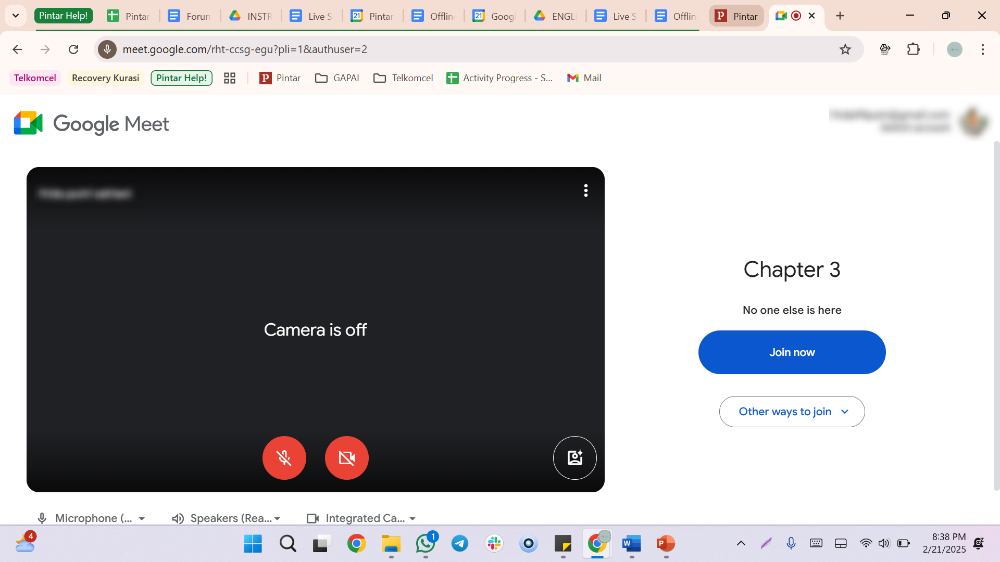 Pintar Help!
Pintar
Forum
INSTR
Live S
Pintar
Offlin
Googl
ENGLI
Live S
Offlin
Pintar
meet.google.com/rht-ccsg-egu?pli=1&authuser=2
Telkomcel
Recovery Kurasi
Pintar Help!
Pintar
GAPAI
Telkomcel
Activity Progress - S...
Mail
Google Meet
Camera is off
Chapter 3
No one else is here
Join now
Other ways to join
Microphone (...
Speakers (Rea...
Integrated Ca...
4
1
8:38 PM
2/21/2025